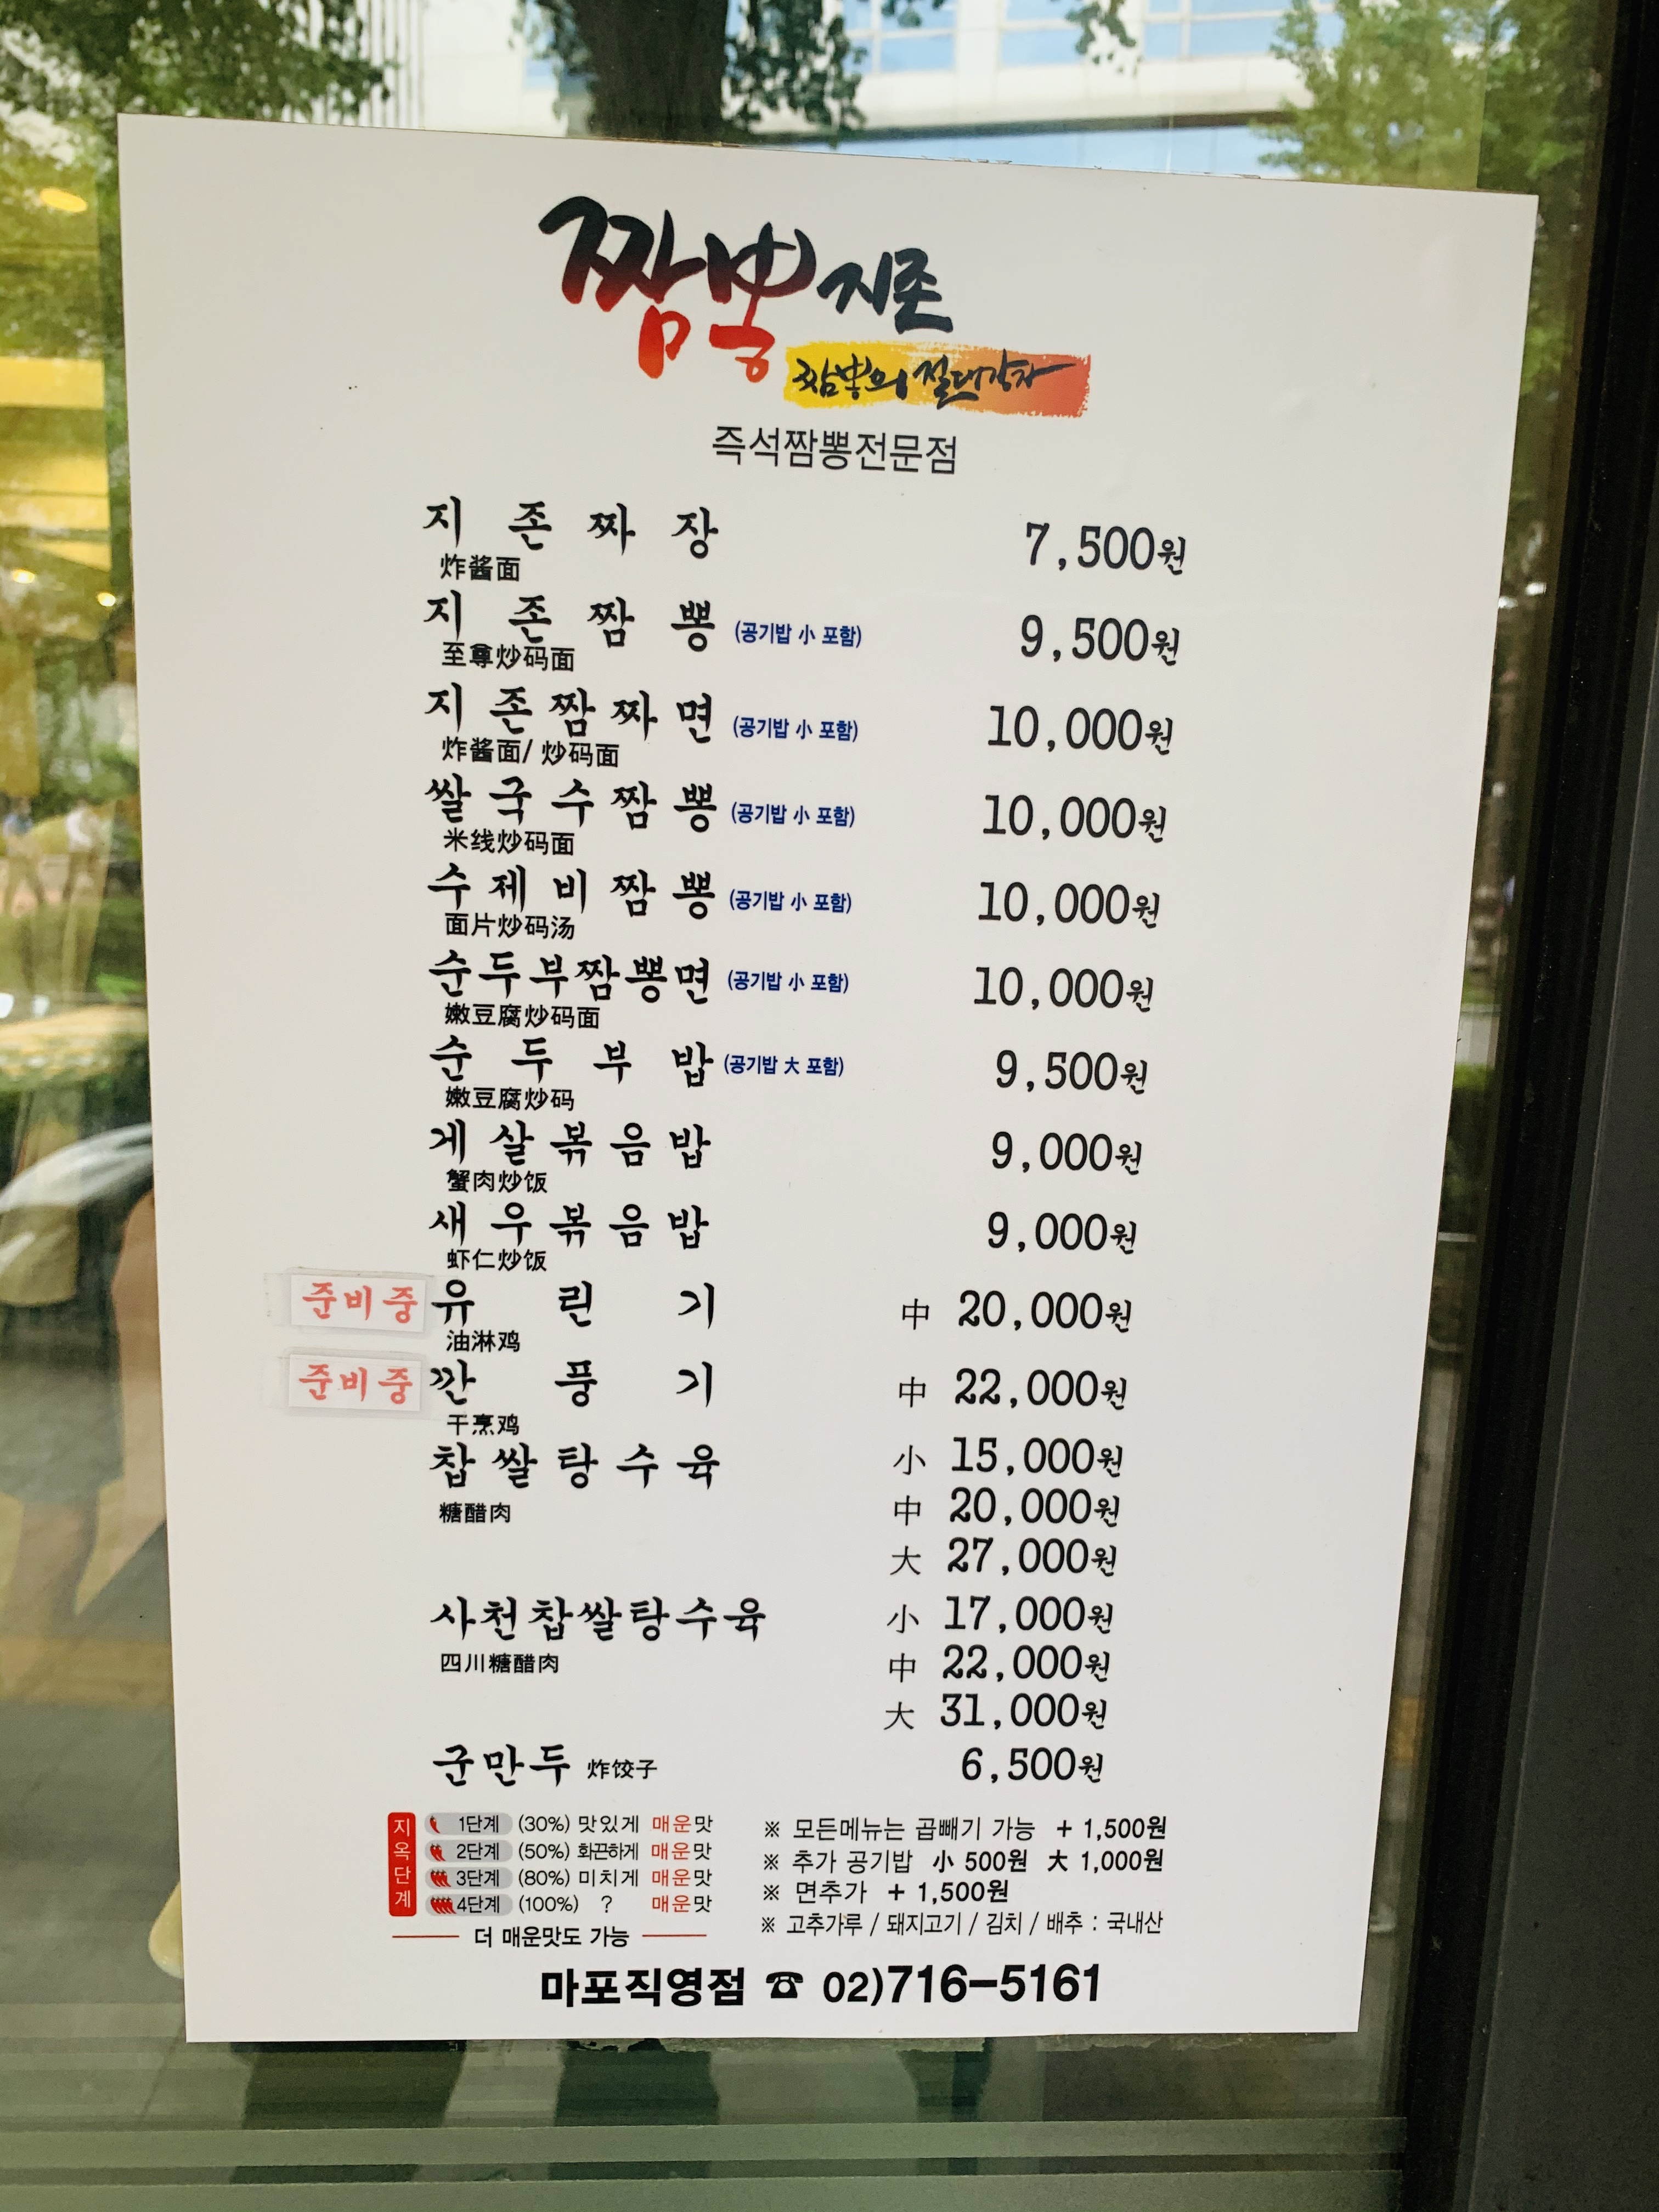 짬뽕지존
짬뽕의 절대강자
즉석짬뽕전문점
지존짜장 7,500원
炸酱面
지존짬뽕 (공기밥 小 포함) 9,500원
至尊炒码面
지존짬짜면 (공기밥 小 포함) 10,000원
炸酱面/ 炒码面
쌀국수짬뽕 (공기밥 小 포함) 10,000원
米线炒码面
수제비짬뽕 (공기밥 小 포함) 10,000원
面片炒码汤
순두부짬뽕면 (공기밥 小 포함) 10,000원
嫩豆腐炒码面
순두부밥 (공기밥 大 포함) 9,500원
嫩豆腐炒码
게살볶음밥 9,000원
蟹肉炒饭
새우볶음밥 9,000원
虾仁炒饭
준비중 유린기 中 20,000원
油淋鸡
준비중 깐풍기 中 22,000원
干烹鸡
찹쌀탕수육 小 15,000원
糖醋肉 中 20,000원
大 27,000원
사천찹쌀탕수육 小 17,000원
四川糖醋肉 中 22,000원
大 31,000원
군만두 炸饺子 6,500원
지옥단계
1단계 (30%) 맛있게 매운맛
2단계 (50%) 화끈하게 매운맛
3단계 (80%) 미치게 매운맛
4단계 (100%) ? 매운맛
더 매운맛도 가능
※ 모든메뉴는 곱빼기 가능 + 1,500원
※ 추가 공기밥 小 500원 大 1,000원
※ 면추가 + 1,500원
※ 고추가루 / 돼지고기 / 김치 / 배추 : 국내산
마포직영점 ☎ 02)716-5161